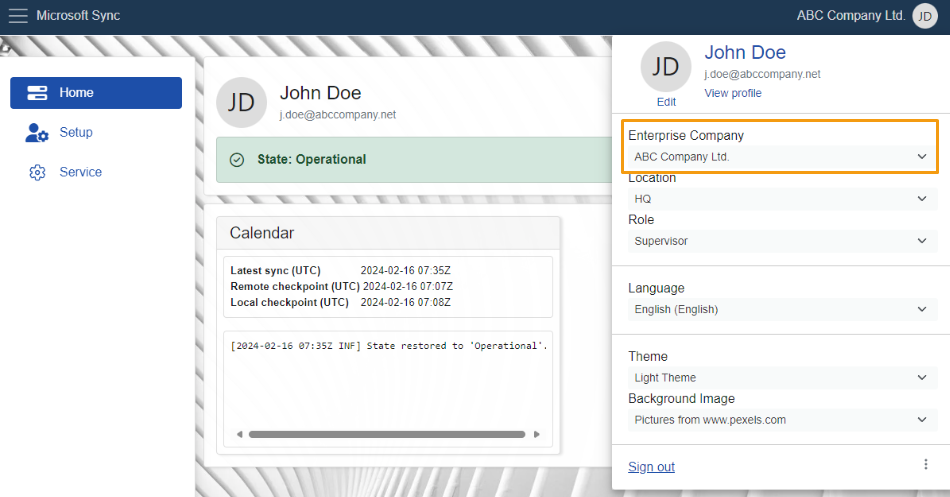 Microsoft Sync
ABC Company Ltd.
JD
Home
Setup
Service
JD
John Doe
j.doe@abccompany.net
State: Operational
Calendar
Latest sync (UTC) 2024-02-16 07:35Z
Remote checkpoint (UTC) 2024-02-16 07:07Z
Local checkpoint (UTC) 2024-02-16 07:08Z
[2024-02-16 07:35Z INF] State restored to 'Operational'.
JD
John Doe
j.doe@abccompany.net
Edit
View profile
Enterprise Company
ABC Company Ltd.
Location
HQ
Role
Supervisor
Language
English (English)
Theme
Light Theme
Background Image
Pictures from www.pexels.com
Sign out